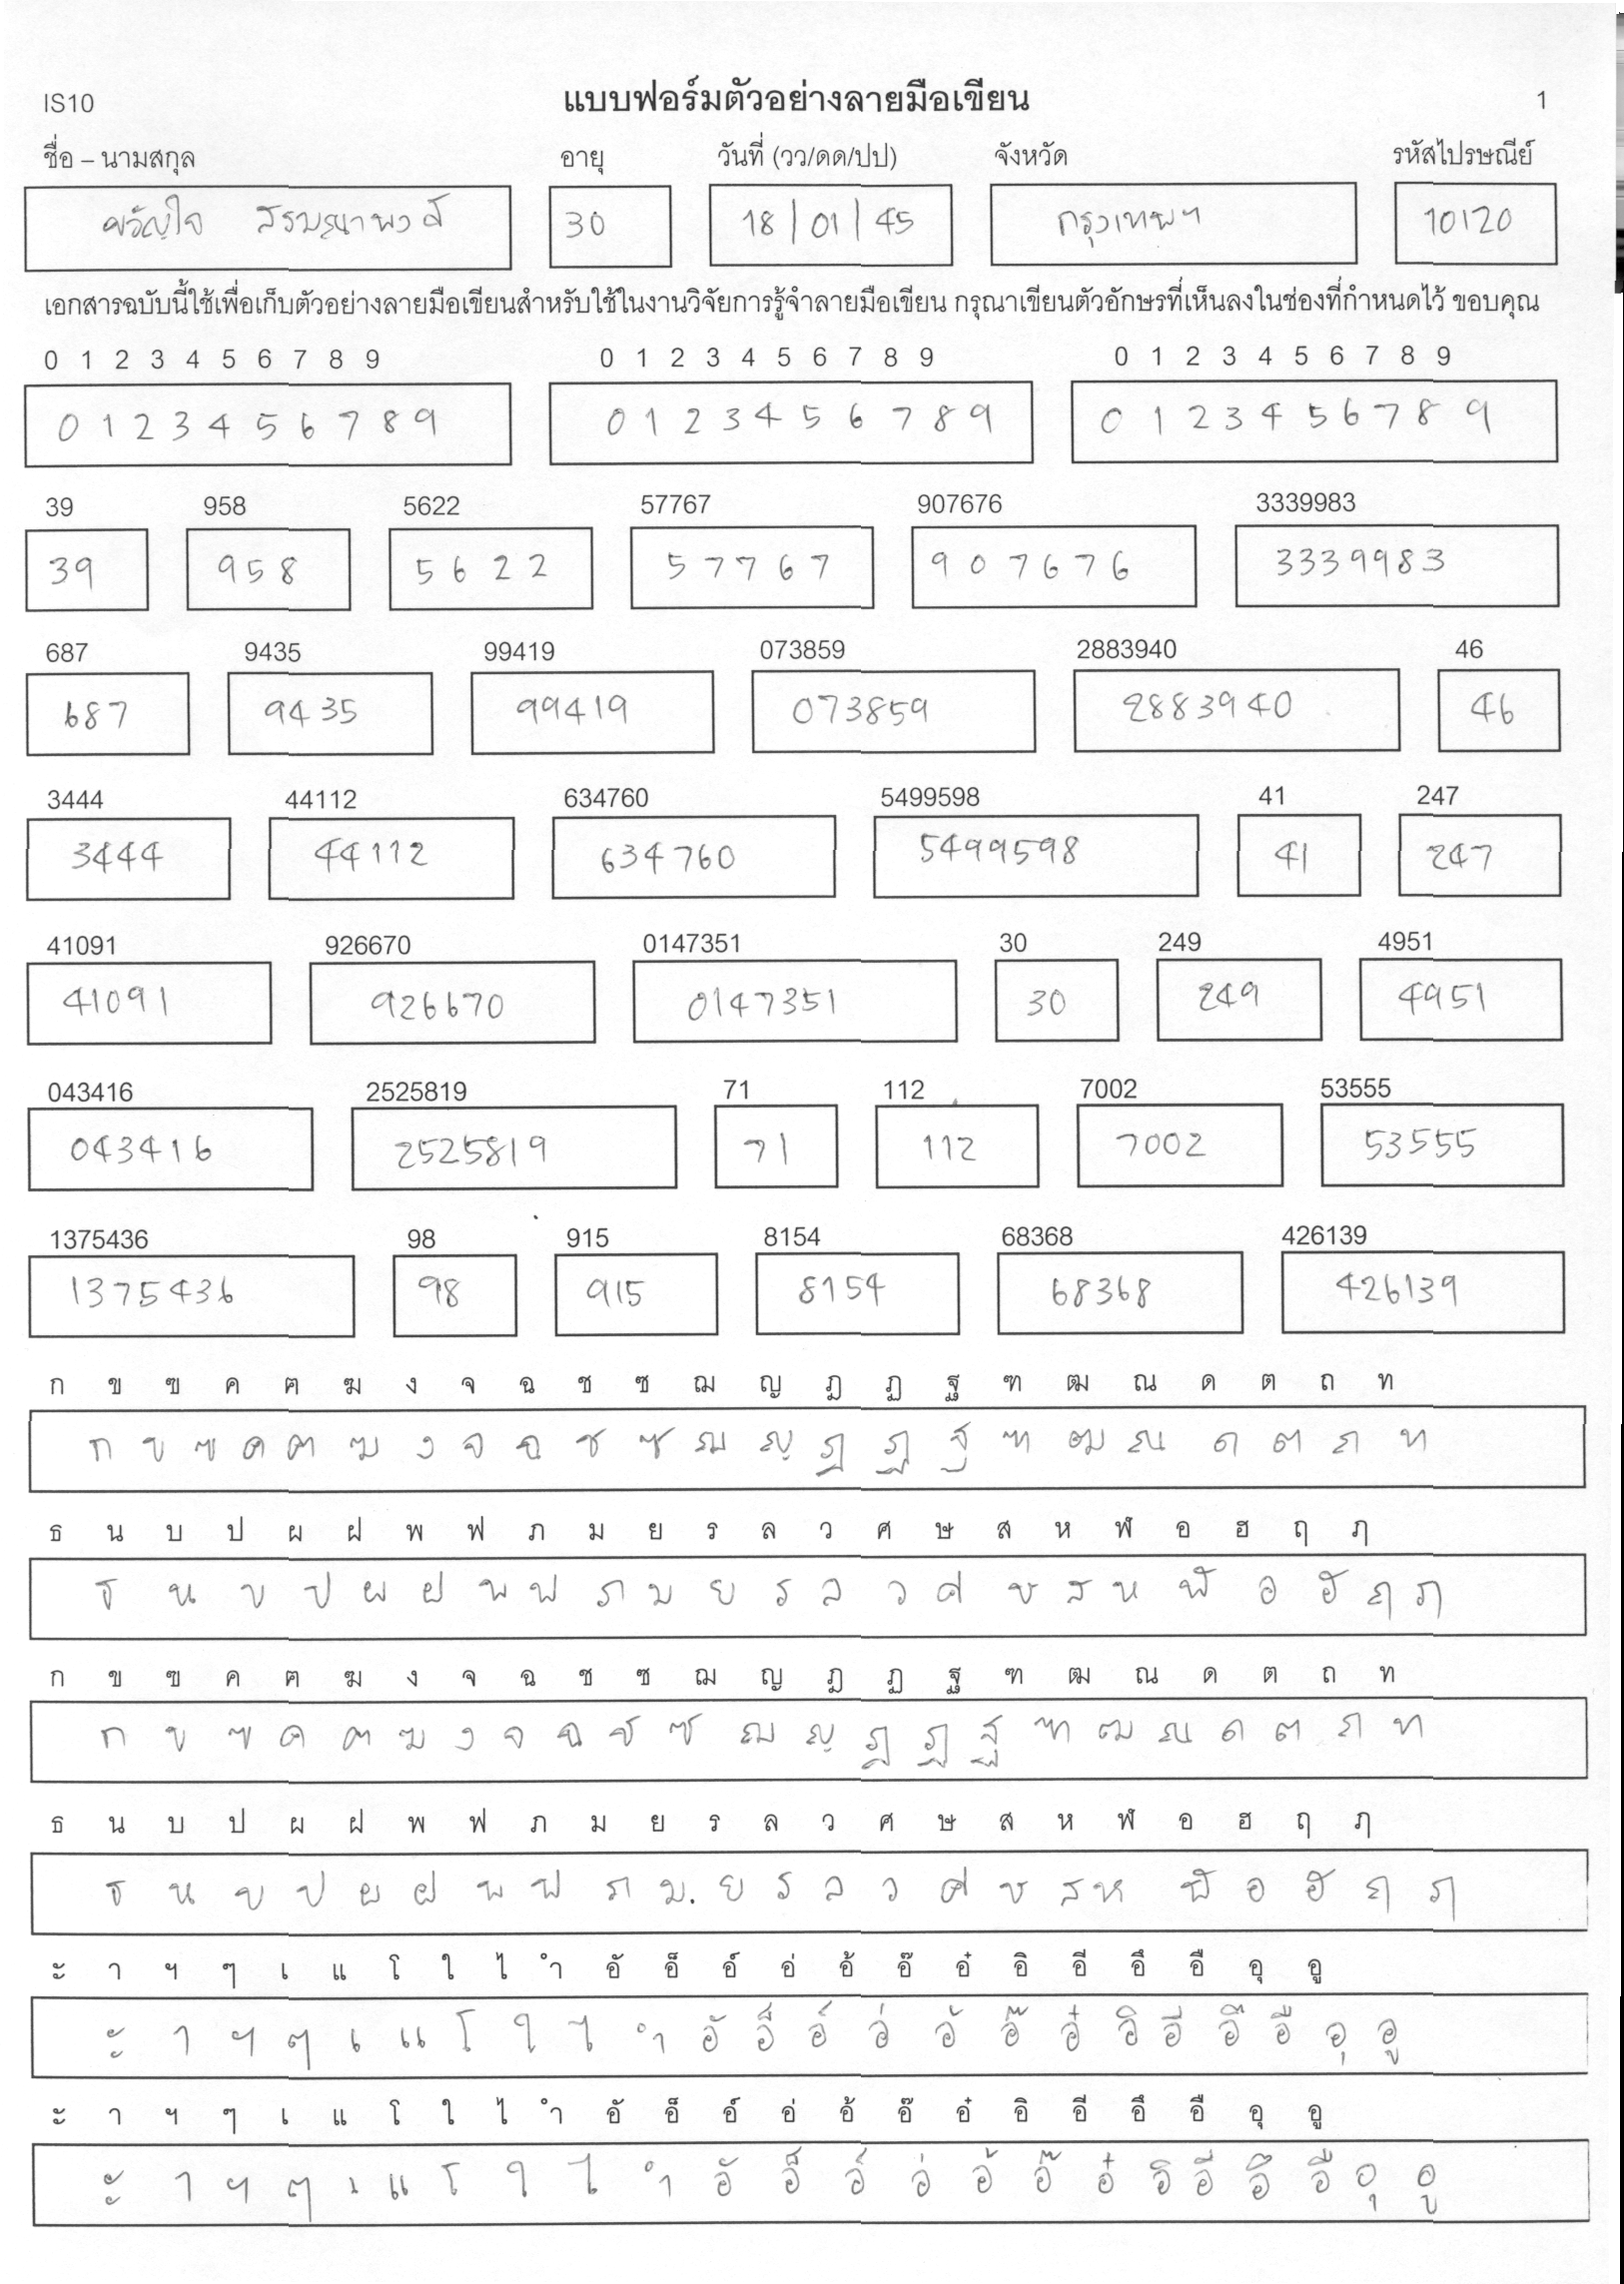 IS10 แบบฟอร์มตัวอย่างลายมือเขียน 1
ชื่อ – นามสกุล อายุ วันที่ (วว/ดด/ปป) จังหวัด รหัสไปรษณีย์
ขวัญใจ 30 18/01/45 กรุงเทพฯ 10120
เอกสารฉบับนี้ใช้เพื่อเก็บตัวอย่างลายมือเขียนสำหรับใช้ในงานวิจัยการรู้จำลายมือเขียน กรุณาเขียนตัวอักษรที่เห็นลงในช่องที่กำหนดไว้ ขอบคุณ
0 1 2 3 4 5 6 7 8 9 0 1 2 3 4 5 6 7 8 9 0 1 2 3 4 5 6 7 8 9
0 1 2 3 4 5 6 7 8 9 0 1 2 3 4 5 6 7 8 9 0 1 2 3 4 5 6 7 8 9
39 958 5622 57767 907676 3339983
39 958 5622 57767 907676 3339983
687 9435 99419 073859 2883940 46
687 9435 99419 073859 2883940 46
3444 44112 634760 5499598 41 247
3444 44112 634760 5499598 41 247
41091 926670 0147351 30 249 4951
41091 926670 0147351 30 249 4951
043416 2525819 71 112 7002 53555
043416 2525819 71 112 7002 53555
1375436 98 915 8154 68368 426139
1375436 98 915 8154 68368 426139
ก ข ฃ ค ฅ ฆ ง จ ฉ ช ซ ฌ ญ ฎ ฏ ฐ ฑ ฒ ณ ด ต ถ ท
ก ข ฃ ค ฅ ฆ ง จ ฉ ช ซ ฌ ญ ฎ ฏ ฐ ฑ ฒ ณ ด ต ถ ท
ธ น บ ป ผ ฝ พ ฟ ภ ม ย ร ล ว ศ ษ ส ห ฬ อ ฮ ฤ ฦ
ธ น บ ป ผ ฝ พ ฟ ภ ม ย ร ล ว ศ ษ ส ห ฬ อ ฮ ฤ ฦ
ก ข ฃ ค ฅ ฆ ง จ ฉ ช ซ ฌ ญ ฎ ฏ ฐ ฑ ฒ ณ ด ต ถ ท
ก ข ฃ ค ฅ ฆ ง จ ฉ ช ซ ฌ ญ ฎ ฏ ฐ ฑ ฒ ณ ด ต ถ ท
ธ น บ ป ผ ฝ พ ฟ ภ ม ย ร ล ว ศ ษ ส ห ฬ อ ฮ ฤ ฦ
ธ น บ ป ผ ฝ พ ฟ ภ ม. ย ร ล ว ศ ษ ส ห ฬ อ ฮ ฤ ฦ
ะ า ฯ ๆ เ แ โ ใ ไ ำ อั อ็ อ์ อ่ อ้ อ๊ อ๋ อิ อี อึ อื อุ อู
ะ า ฯ ๆ เ แ โ ใ ไ ำ อั อ็ อ์ อ่ อ้ อ๊ อ๋ อิ อี อึ อื อุ อู
ะ า ฯ ๆ เ แ โ ใ ไ ำ อั อ็ อ์ อ่ อ้ อ๊ อ๋ อิ อี อึ อื อุ อู
ะ า ฯ ๆ เ แ โ ใ ไ ำ อั อ็ อ์ อ่ อ้ อ๊ อ๋ อิ อี อึ อื อุ อู